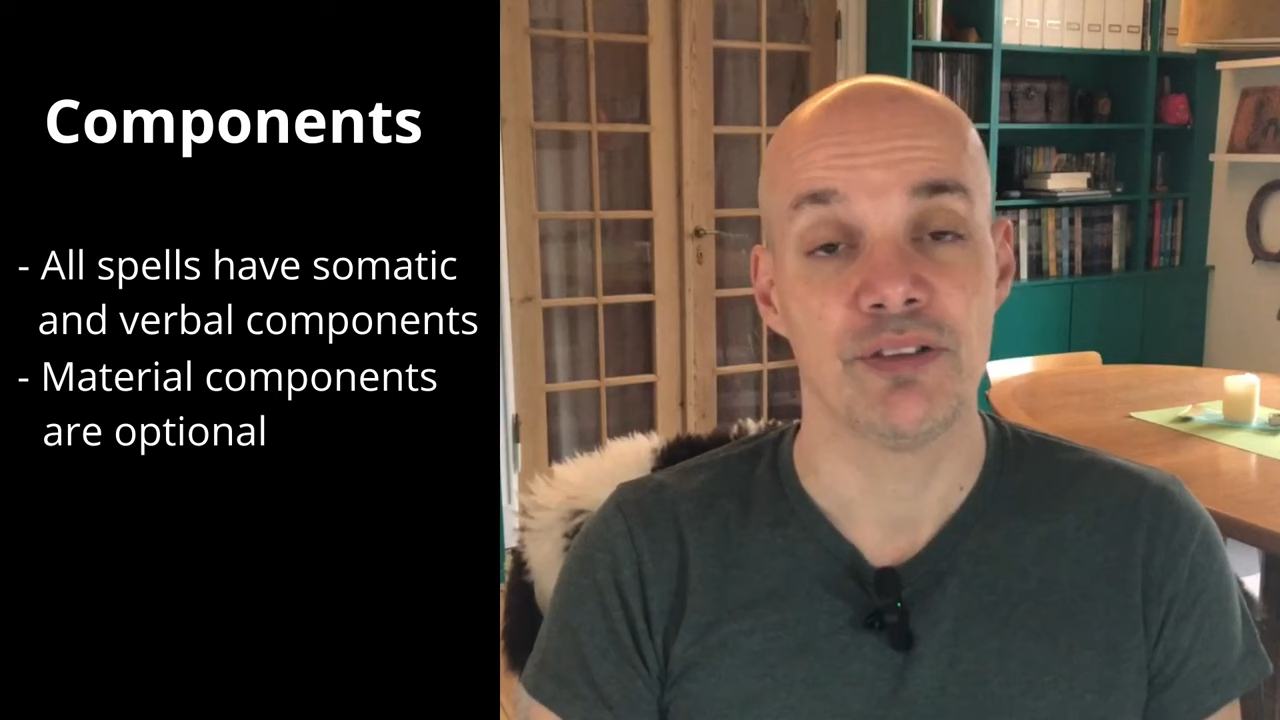 Components
- All spells have somatic
and verbal components
- Material components
are optional